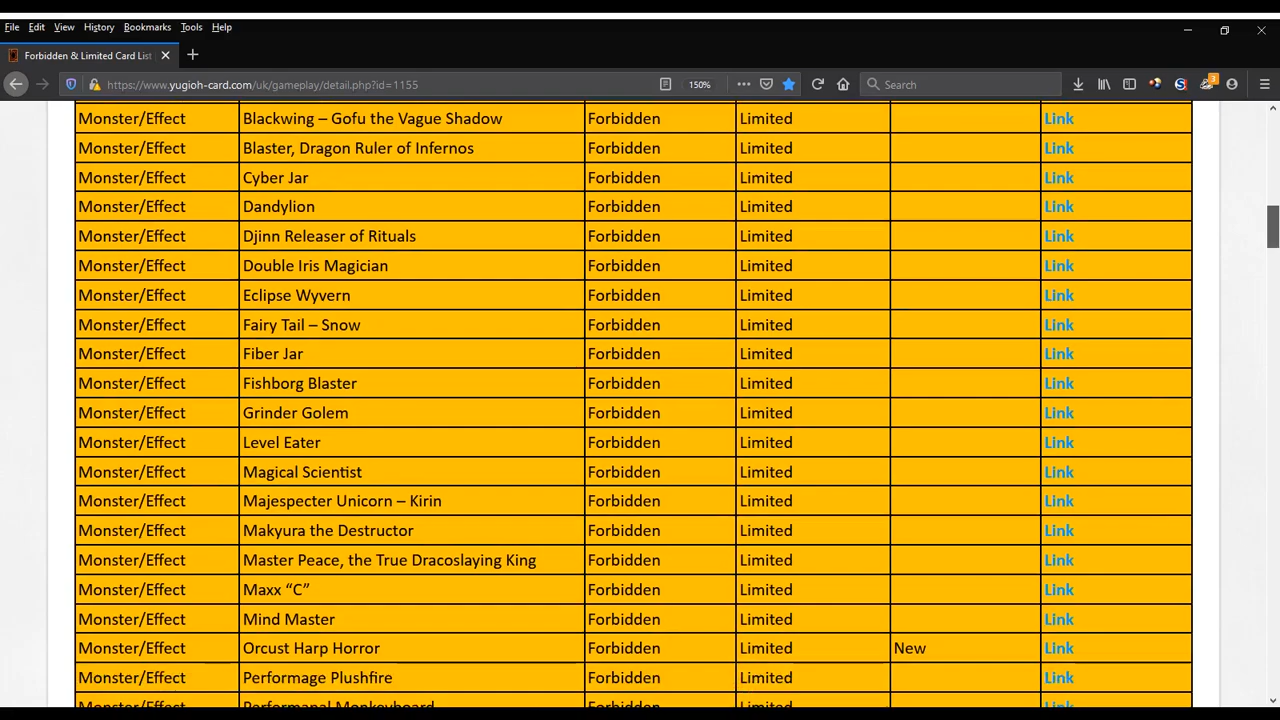 File Edit View History Bookmarks Tools Help
Forbidden & Limited Card List
https://www.yugioh-card.com/uk/gameplay/detail.php?id=1155 150% Search 3
Monster/Effect Blackwing – Gofu the Vague Shadow Forbidden Limited Link
Monster/Effect Blaster, Dragon Ruler of Infernos Forbidden Limited Link
Monster/Effect Cyber Jar Forbidden Limited Link
Monster/Effect Dandylion Forbidden Limited Link
Monster/Effect Djinn Releaser of Rituals Forbidden Limited Link
Monster/Effect Double Iris Magician Forbidden Limited Link
Monster/Effect Eclipse Wyvern Forbidden Limited Link
Monster/Effect Fairy Tail – Snow Forbidden Limited Link
Monster/Effect Fiber Jar Forbidden Limited Link
Monster/Effect Fishborg Blaster Forbidden Limited Link
Monster/Effect Grinder Golem Forbidden Limited Link
Monster/Effect Level Eater Forbidden Limited Link
Monster/Effect Magical Scientist Forbidden Limited Link
Monster/Effect Majespecter Unicorn – Kirin Forbidden Limited Link
Monster/Effect Makyura the Destructor Forbidden Limited Link
Monster/Effect Master Peace, the True Dracoslaying King Forbidden Limited Link
Monster/Effect Maxx “C” Forbidden Limited Link
Monster/Effect Mind Master Forbidden Limited Link
Monster/Effect Orcust Harp Horror Forbidden Limited New Link
Monster/Effect Performage Plushfire Forbidden Limited Link
Monster/Effect Performapal Monkeyboard Forbidden Limited Link